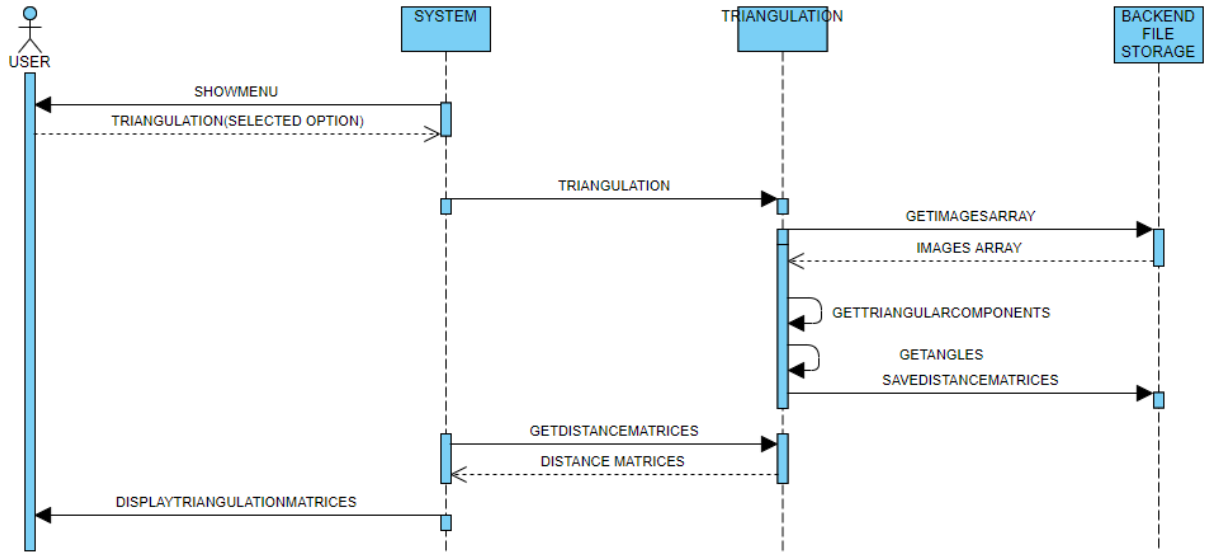 SYSTEM
TRIANGULATION
BACKEND
FILE
STORAGE
USER
SHOWMENU
TRIANGULATION(SELECTED OPTION)
TRIANGULATION
GETIMAGESARRAY
IMAGES ARRAY
GETTRIANGULARCOMPONENTS
GETANGLES
SAVEDISTANCEMATRICES
GETDISTANCEMATRICES
DISTANCE MATRICES
DISPLAYTRIANGULATIONMATRICES